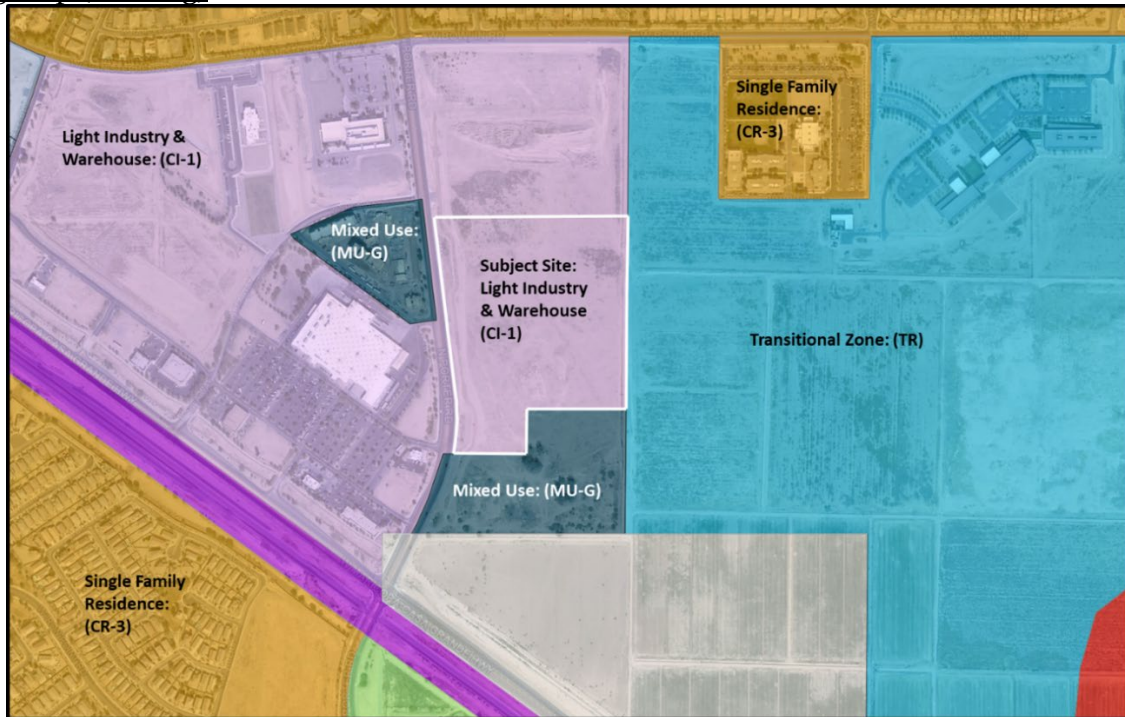 Light Industry &
Warehouse: (CI-1)
Single Family
Residence:
(CR-3)
Mixed Use:
(MU-G)
Subject Site:
Light Industry
& Warehouse
(CI-1)
Transitional Zone: (TR)
Mixed Use: (MU-G)
Single Family
Residence:
(CR-3)